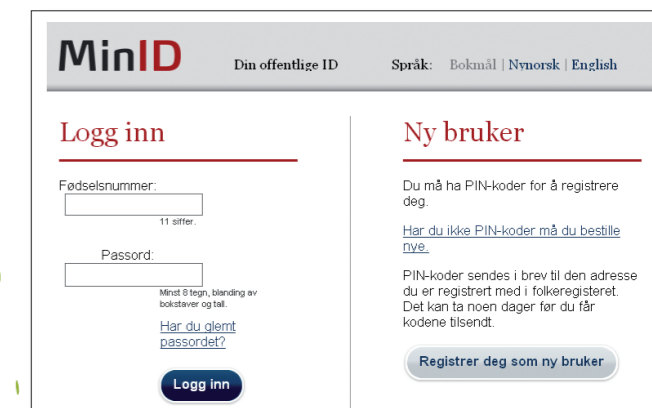 MinID Din offentlige ID Språk: Bokmål | Nynorsk | English
Logg inn
Fødselsnummer:
11 siffer.
Passord:
Minst 8 tegn, blanding av
bokstaver og tall.
Har du glemt
passordet?
Logg inn
Ny bruker
Du må ha PIN-koder for å registrere
deg.
Har du ikke PIN-koder må du bestille
nye.
PIN-koder sendes i brev til den adresse
du er registrert med i folkeregisteret.
Det kan ta noen dager før du får
kodene tilsendt.
Registrer deg som ny bruker